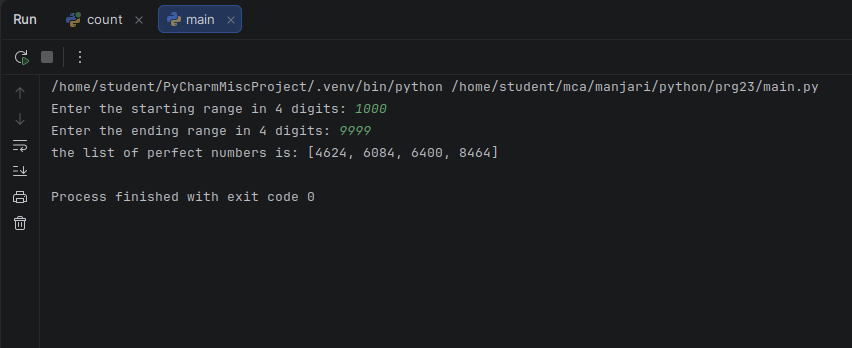 Run count main
/home/student/PyCharmMiscProject/.venv/bin/python /home/student/mca/manjari/python/prg23/main.py
Enter the starting range in 4 digits: 1000
Enter the ending range in 4 digits: 9999
the list of perfect numbers is: [4624, 6084, 6400, 8464]
Process finished with exit code 0